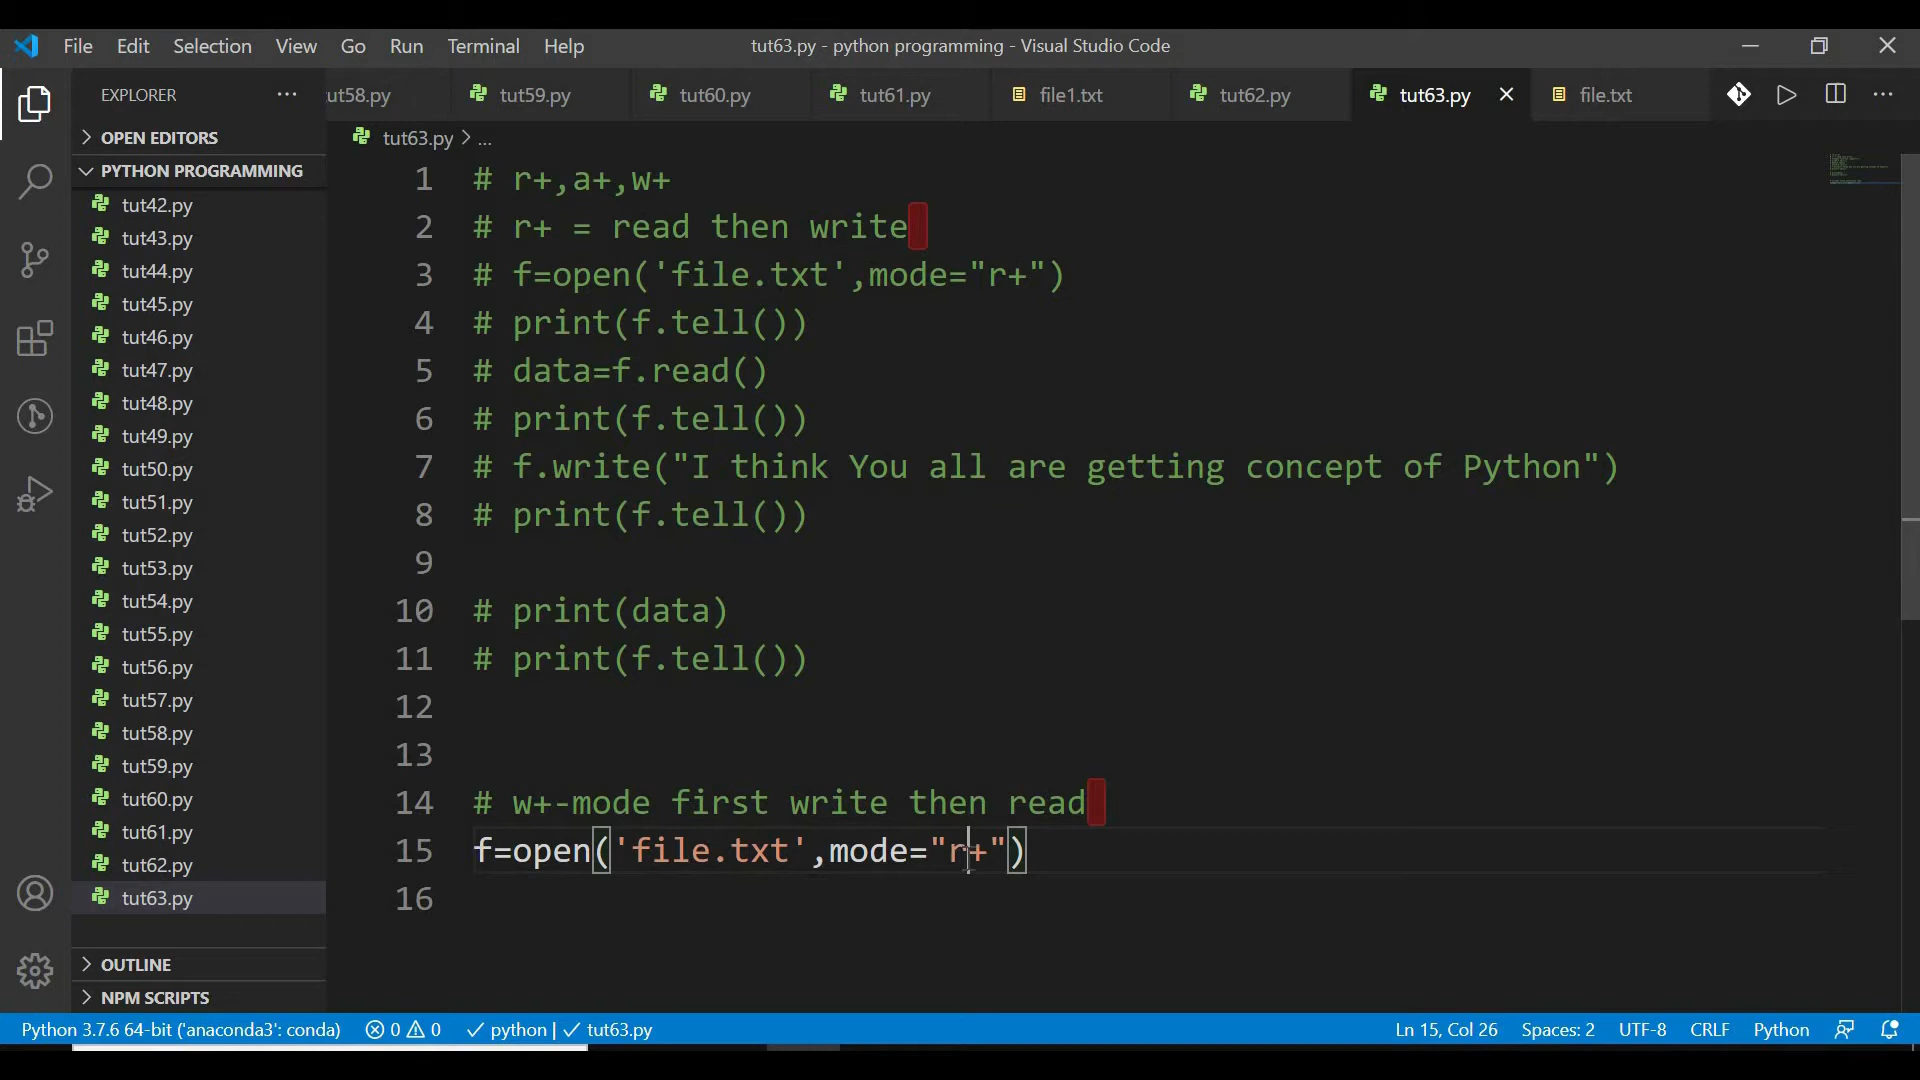 File Edit Selection View Go Run Terminal Help
tut63.py - python programming - Visual Studio Code
EXPLORER ...
OPEN EDITORS
PYTHON PROGRAMMING
tut42.py
tut43.py
tut44.py
tut45.py
tut46.py
tut47.py
tut48.py
tut49.py
tut50.py
tut51.py
tut52.py
tut53.py
tut54.py
tut55.py
tut56.py
tut57.py
tut58.py
tut59.py
tut60.py
tut61.py
tut62.py
tut63.py
OUTLINE
NPM SCRIPTS
ut58.py tut59.py tut60.py tut61.py file1.txt tut62.py tut63.py file.txt
tut63.py > ...
1 # r+,a+,w+
2 # r+ = read then write
3 # f=open('file.txt',mode="r+")
4 # print(f.tell())
5 # data=f.read()
6 # print(f.tell())
7 # f.write("I think You all are getting concept of Python")
8 # print(f.tell())
9
10 # print(data)
11 # print(f.tell())
12
13
14 # w+-mode first write then read
15 f=open('file.txt',mode="r+")
16
Python 3.7.6 64-bit ('anaconda3': conda) 0 0 python | tut63.py Ln 15, Col 26 Spaces: 2 UTF-8 CRLF Python